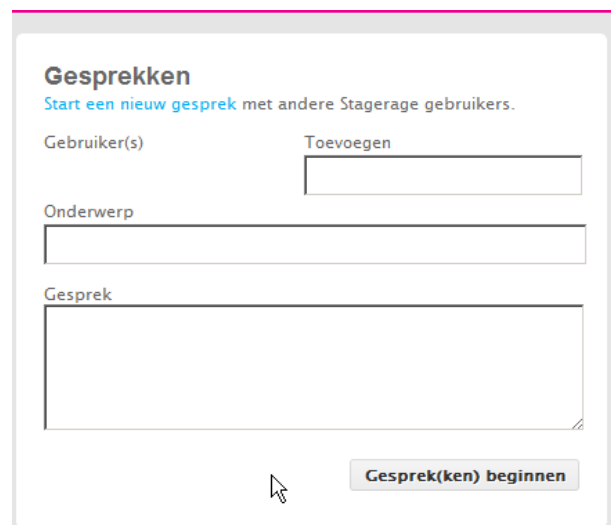 Gesprekken
Start een nieuw gesprek met andere Stagerage gebruikers.
Gebruiker(s) Toevoegen
Onderwerp
Gesprek
Gesprek(ken) beginnen